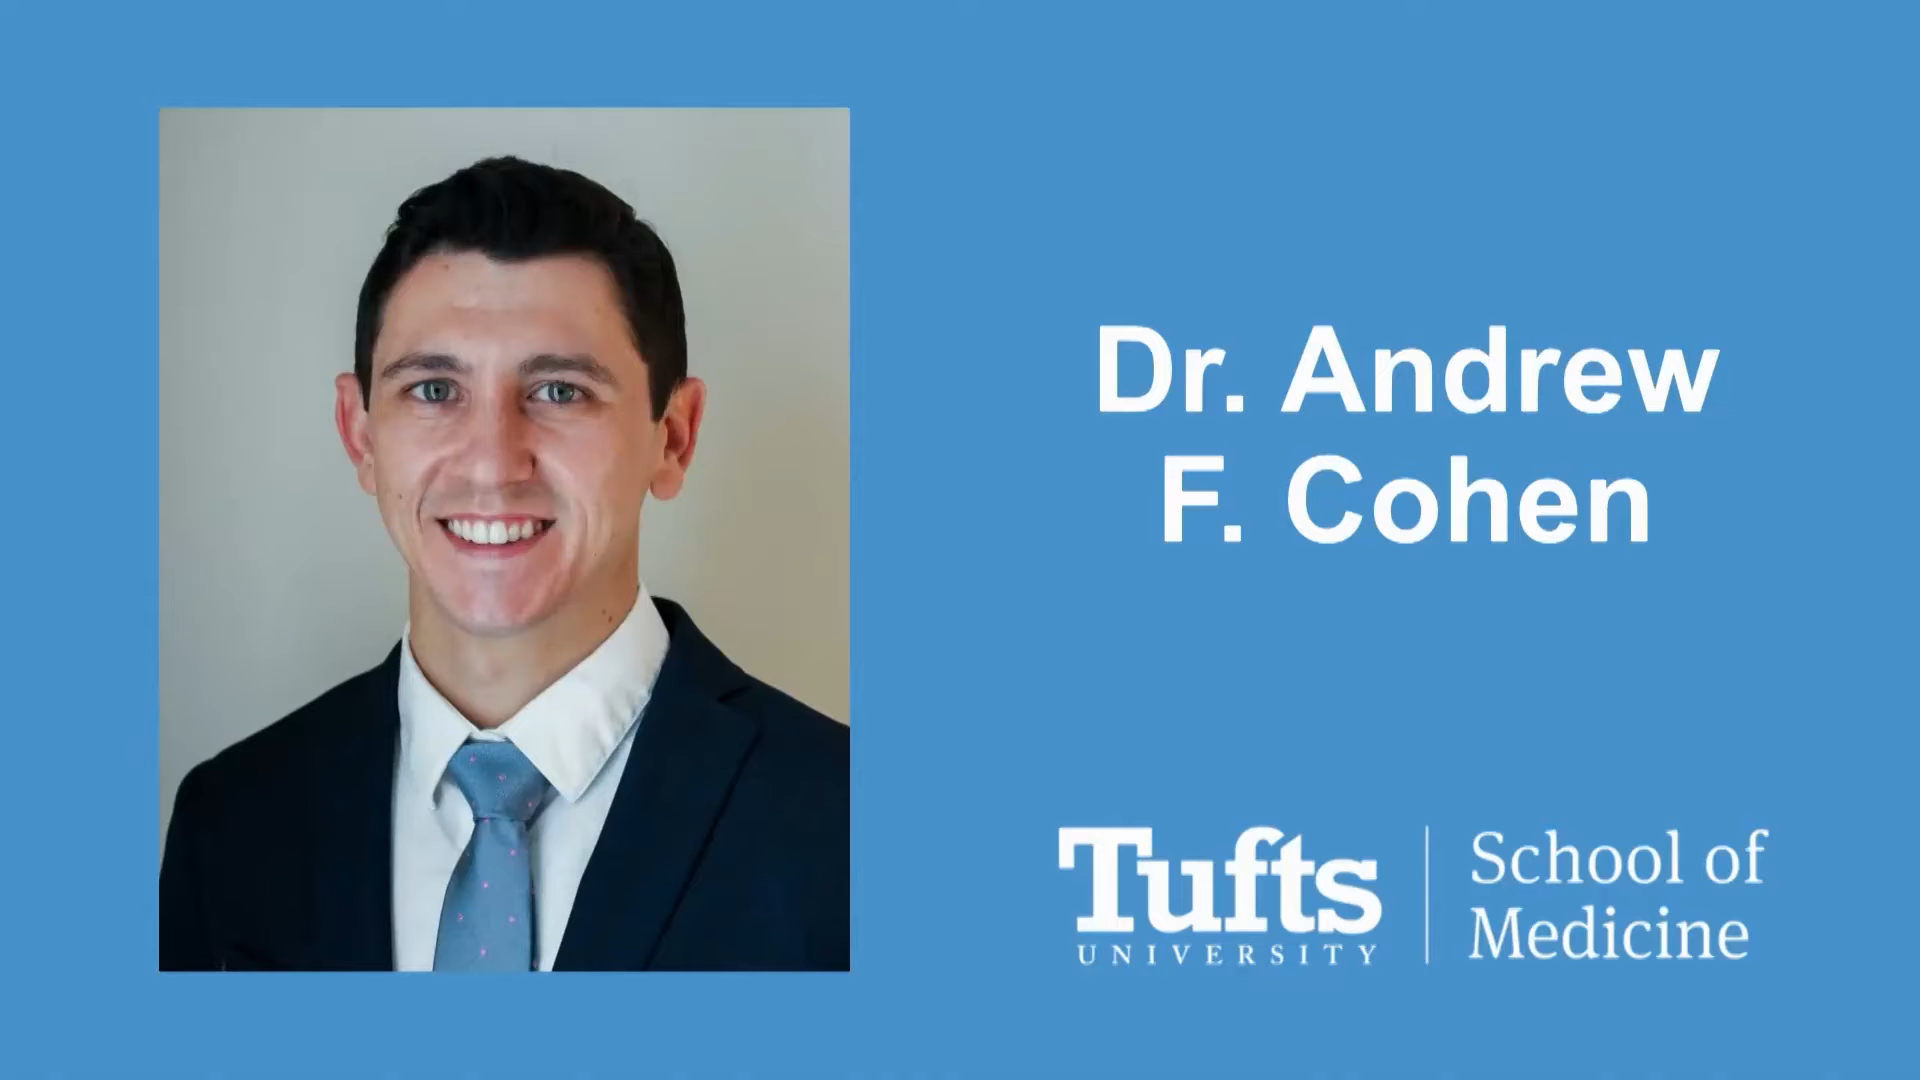 Dr. Andrew
F. Cohen
Tufts
UNIVERSITY
School of
Medicine